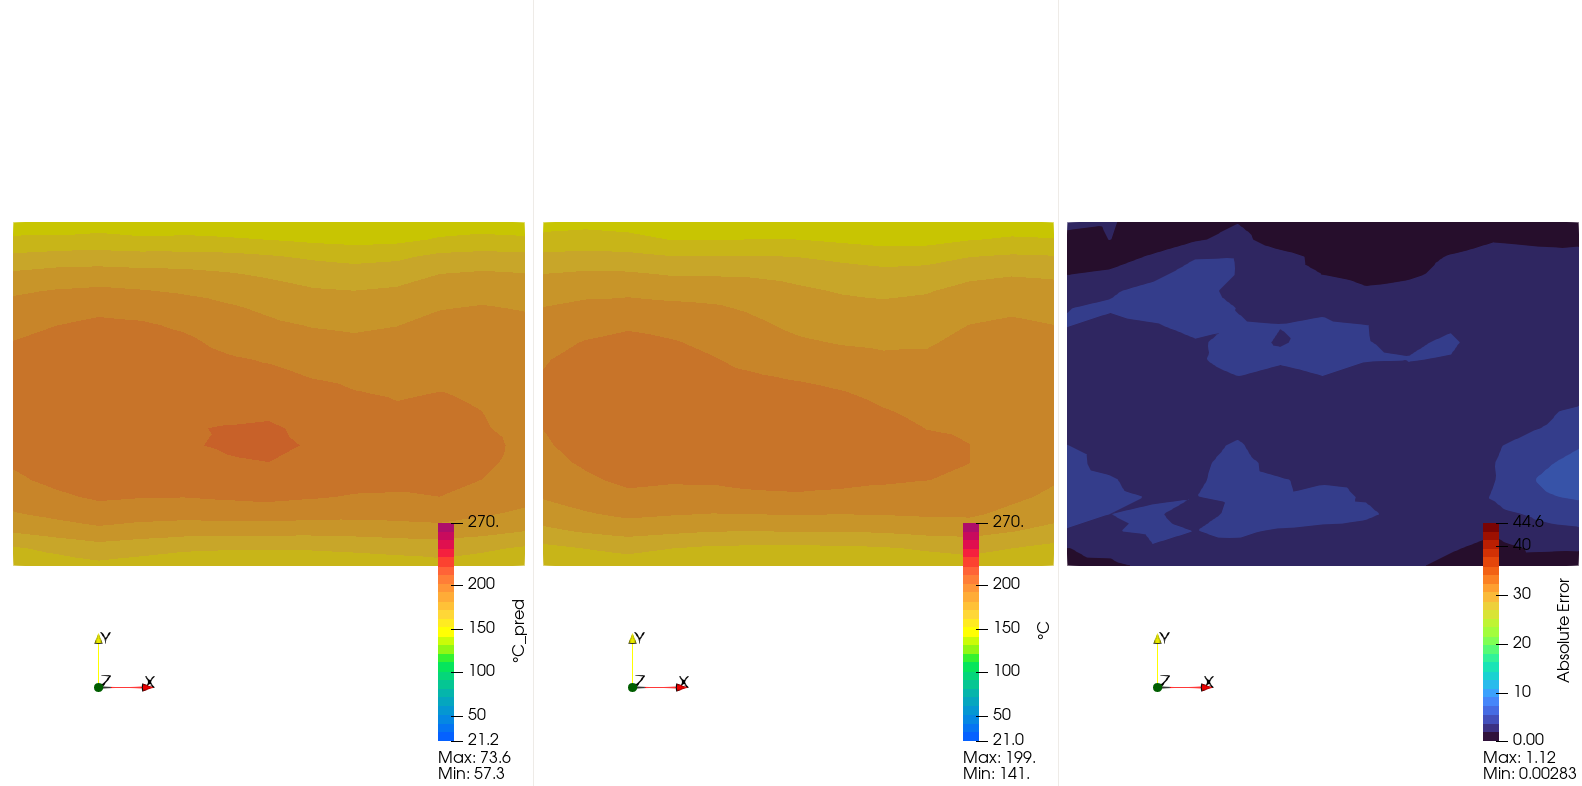 270.
200
150
100
50
21.2
°C_pred
Max: 73.6
Min: 57.3
Y
Z
X
270.
200
150
100
50
21.0
°C
Max: 199.
Min: 141.
Y
Z
X
44.6
40
30
20
10
0.00
Absolute Error
Max: 1.12
Min: 0.00283
Y
Z
X